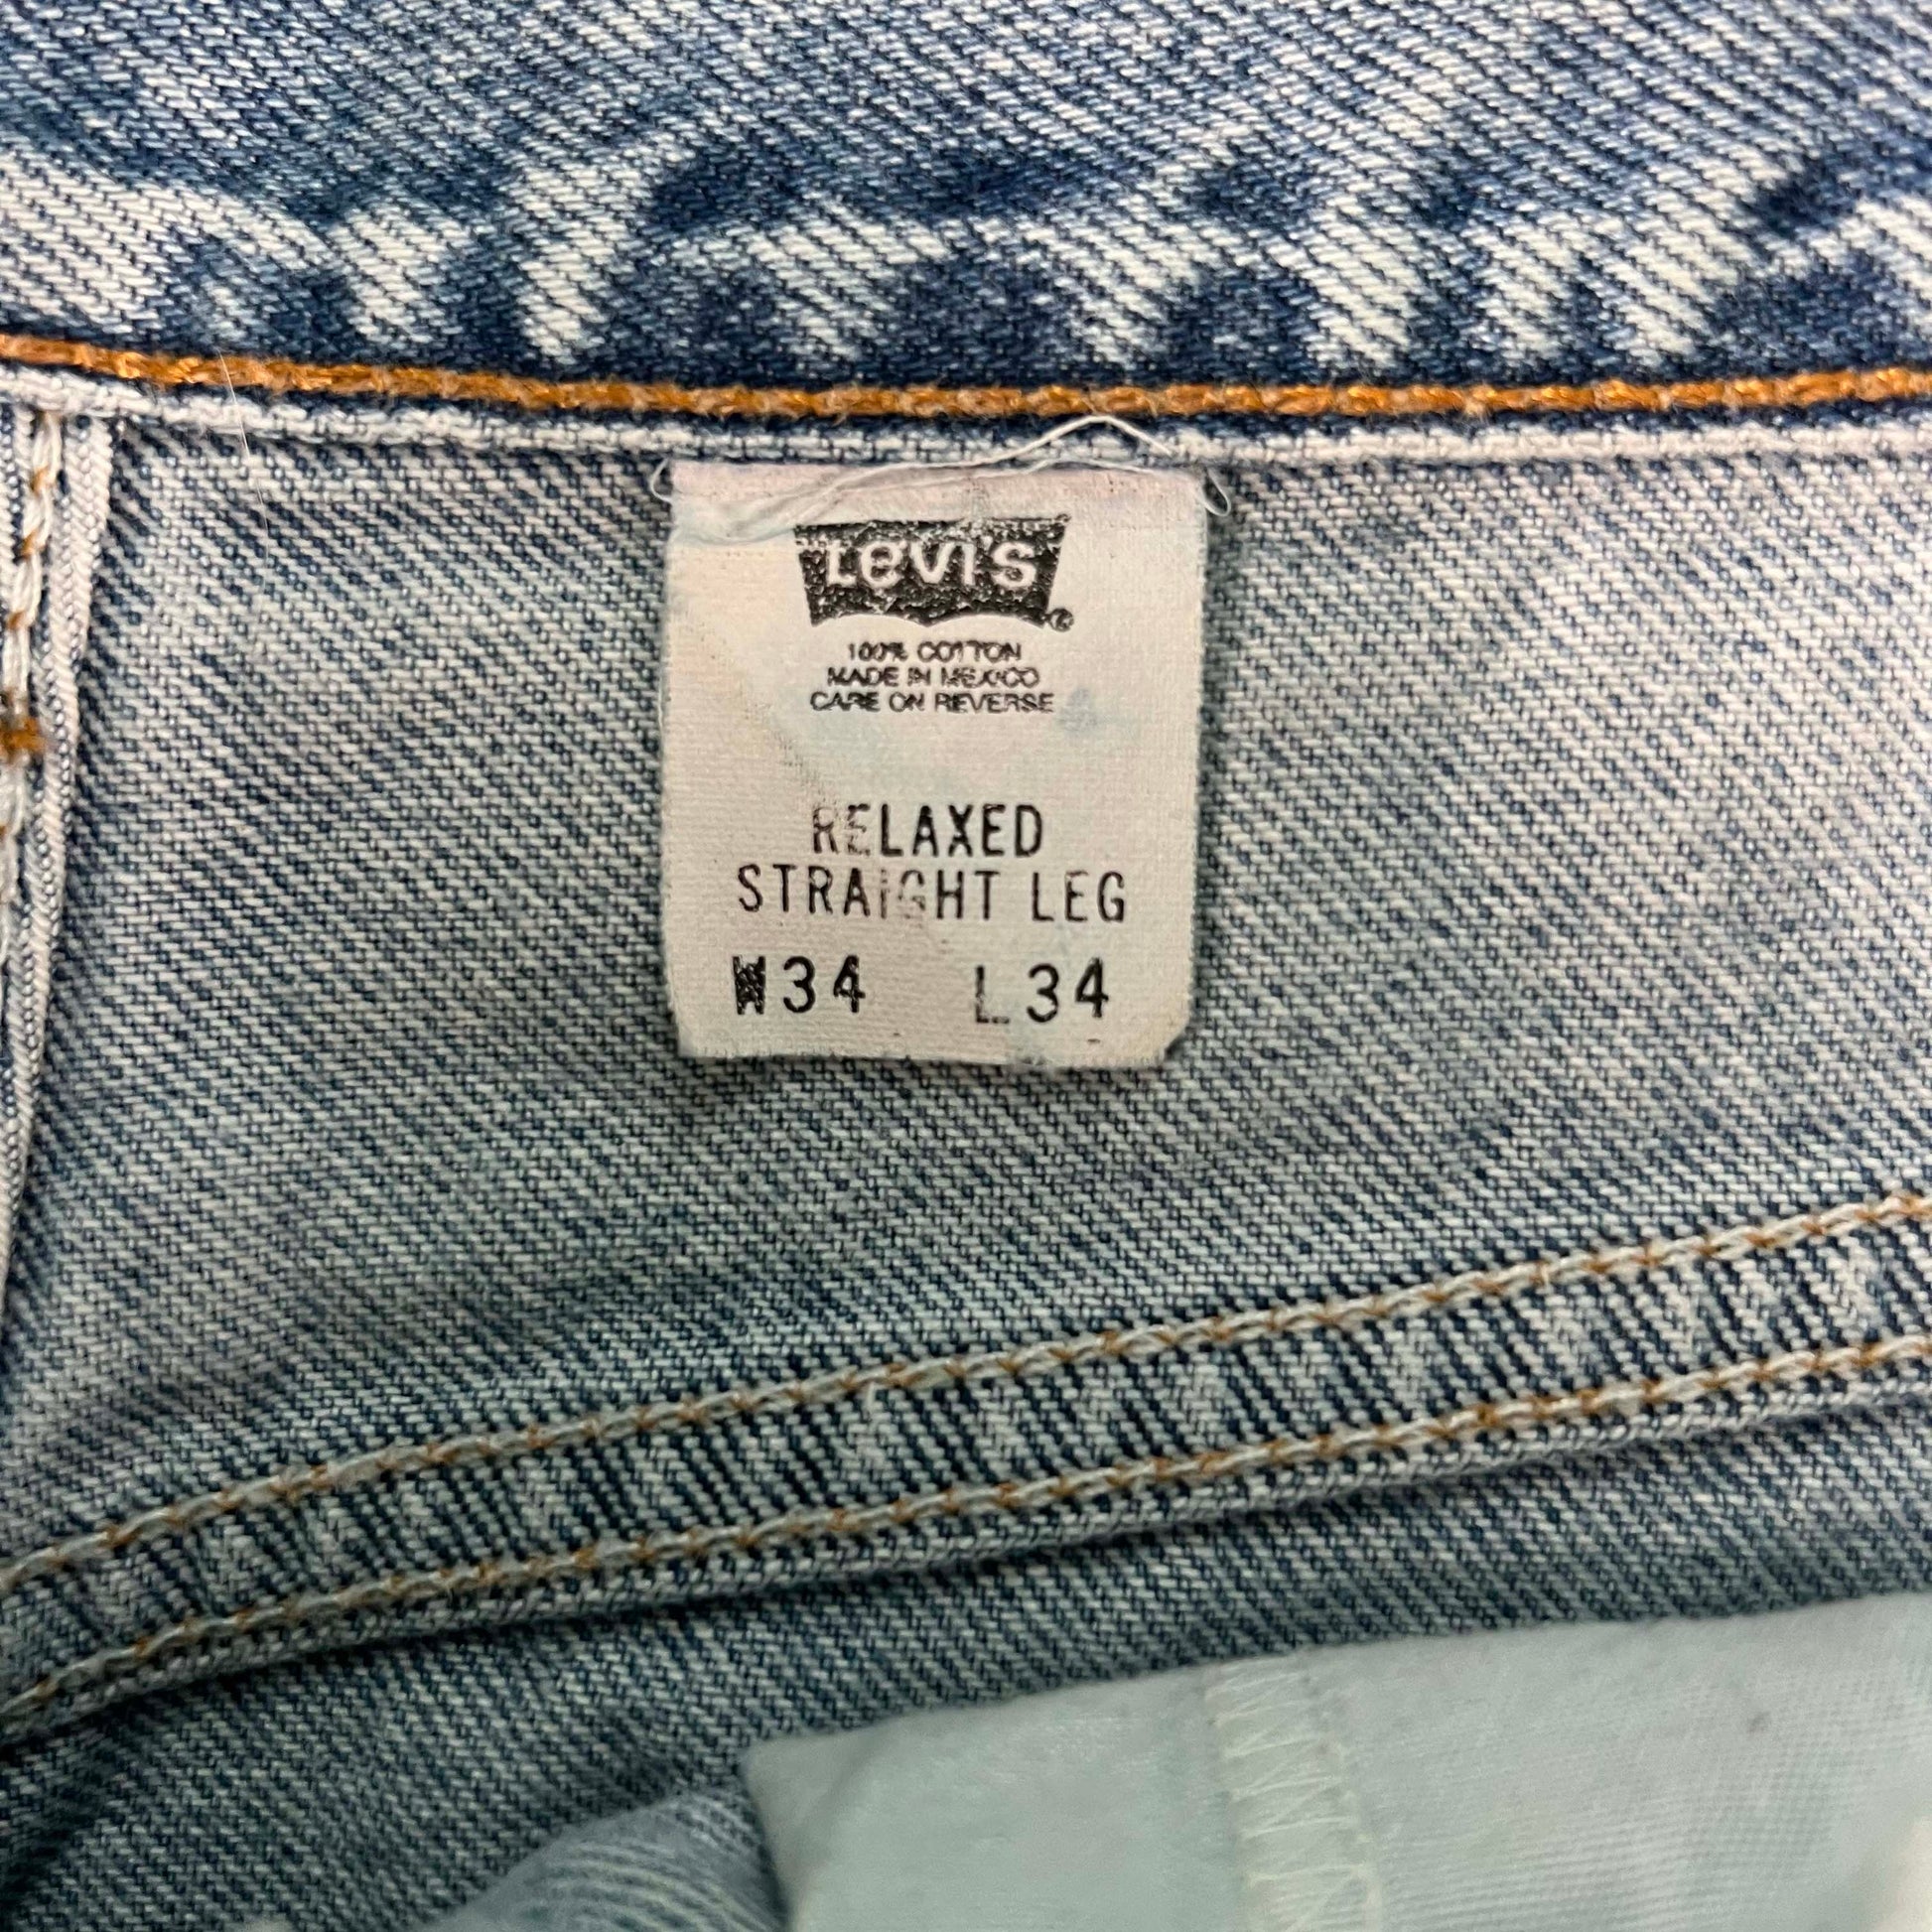 Levi's
100% COTTON
MADE IN MEXICO
CARE ON REVERSE
RELAXED
STRAIGHT LEG
W34 L34